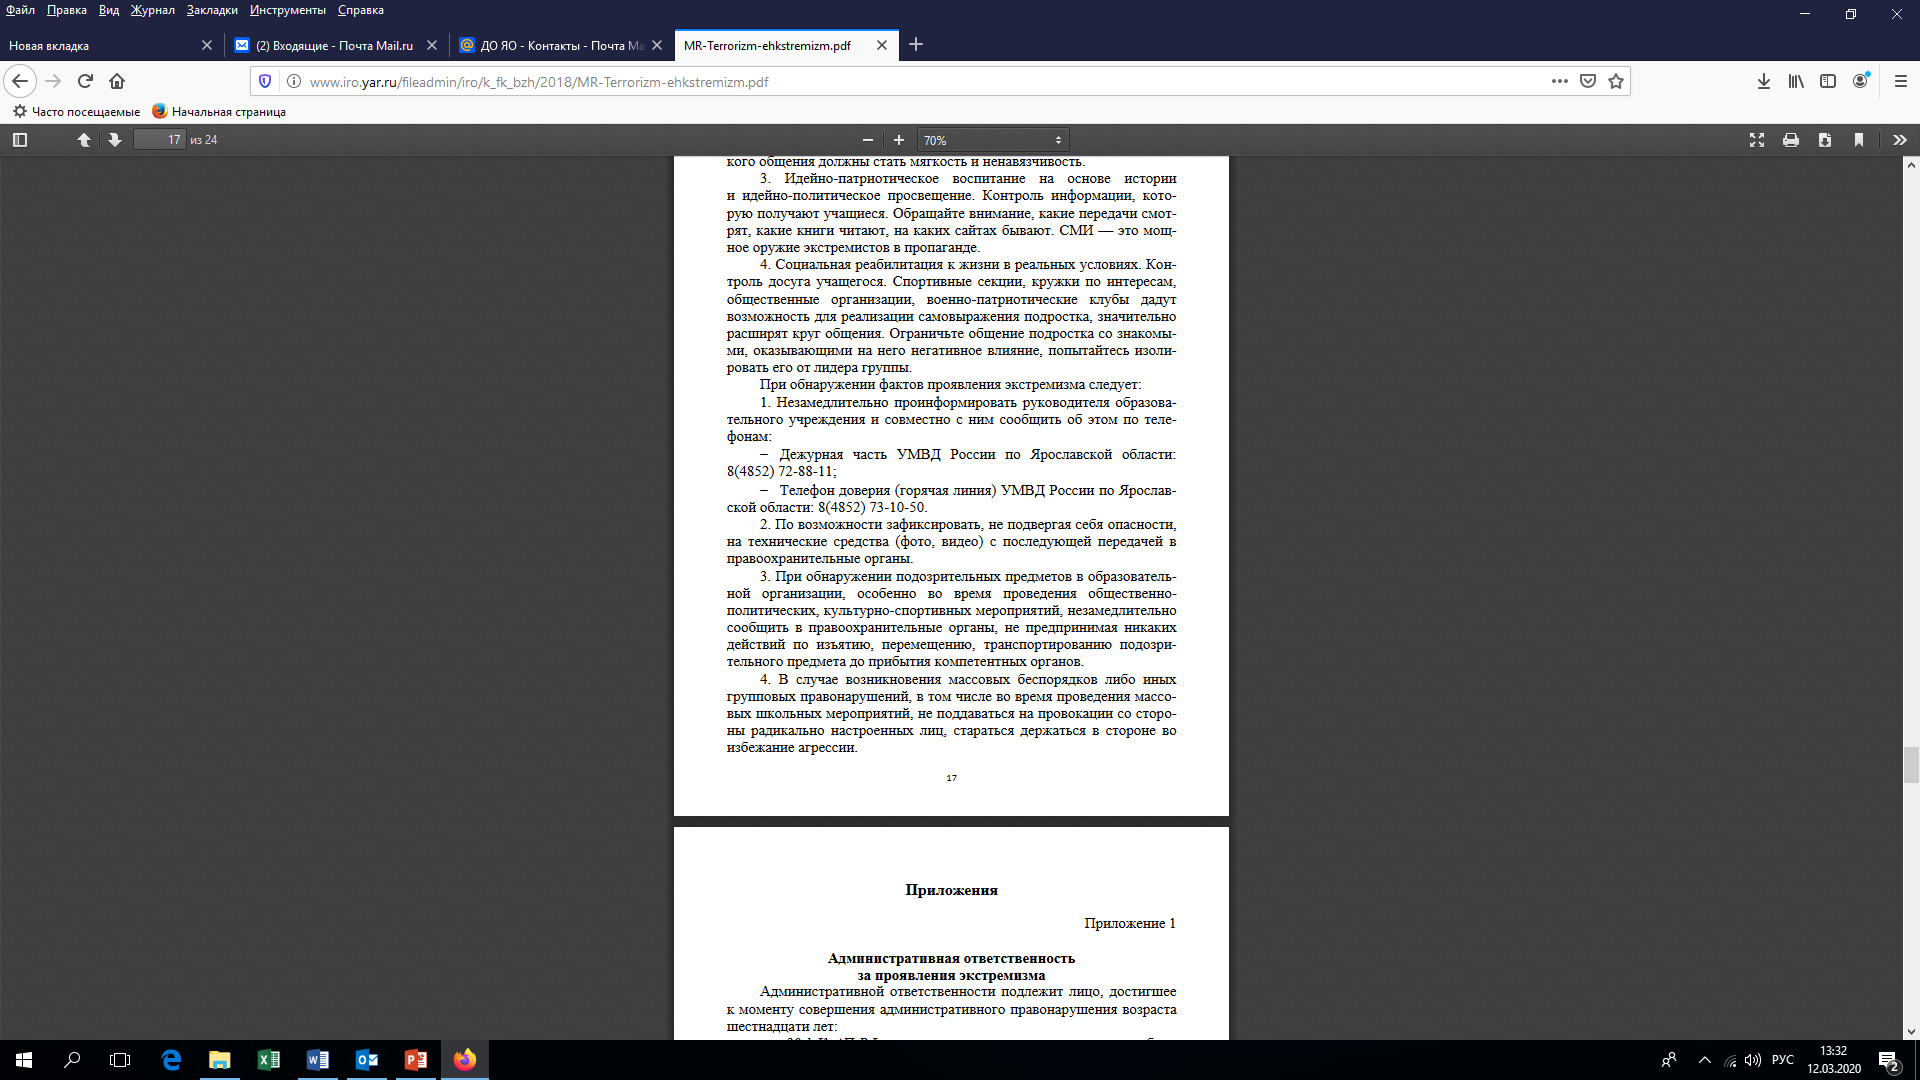 Файл Правка Вид Журнал Закладки Инструменты Справка
Новая вкладка (2) Входящие - Почта Mail.ru ДО ЯО - Контакты - Почта Ma MR-Terrorizm-ehkstremizm.pdf
www.iro.yar.ru/fileadmin/iro/k_fk_bzh/2018/MR-Terrorizm-ehkstremizm.pdf
Часто посещаемые Начальная страница
17 из 24 70%
кого общения должны стать мягкость и ненавязчивость.
3. Идейно-патриотическое воспитание на основе истории
и идейно-политическое просвещение. Контроль информации, кото-
рую получают учащиеся. Обращайте внимание, какие передачи смот-
рят, какие книги читают, на каких сайтах бывают. СМИ — это мощ-
ное оружие экстремистов в пропаганде.
4. Социальная реабилитация к жизни в реальных условиях. Кон-
троль досуга учащегося. Спортивные секции, кружки по интересам,
общественные организации, военно-патриотические клубы дадут
возможность для реализации самовыражения подростка, значительно
расширят круг общения. Ограничьте общение подростка со знакомы-
ми, оказывающими на него негативное влияние, попытайтесь изоли-
ровать его от лидера группы.
При обнаружении фактов проявления экстремизма следует:
1. Незамедлительно проинформировать руководителя образова-
тельного учреждения и совместно с ним сообщить об этом по теле-
фонам:
– Дежурная часть УМВД России по Ярославской области:
8(4852) 72-88-11;
– Телефон доверия (горячая линия) УМВД России по Ярослав-
ской области: 8(4852) 73-10-50.
2. По возможности зафиксировать, не подвергая себя опасности,
на технические средства (фото, видео) с последующей передачей в
правоохранительные органы.
3. При обнаружении подозрительных предметов в образователь-
ной организации, особенно во время проведения общественно-
политических, культурно-спортивных мероприятий, незамедлительно
сообщить в правоохранительные органы, не предпринимая никаких
действий по изъятию, перемещению, транспортированию подозри-
тельного предмета до прибытия компетентных органов.
4. В случае возникновения массовых беспорядков либо иных
групповых правонарушений, в том числе во время проведения массо-
вых школьных мероприятий, не поддаваться на провокации со сторо-
ны радикально настроенных лиц, стараться держаться в стороне во
избежание агрессии.
17
Приложения
Приложение 1
Административная ответственность
за проявления экстремизма
Административной ответственности подлежит лицо, достигшее
к моменту совершения административного правонарушения возраста
шестнадцати лет:
РУС 13:32
12.03.2020 2